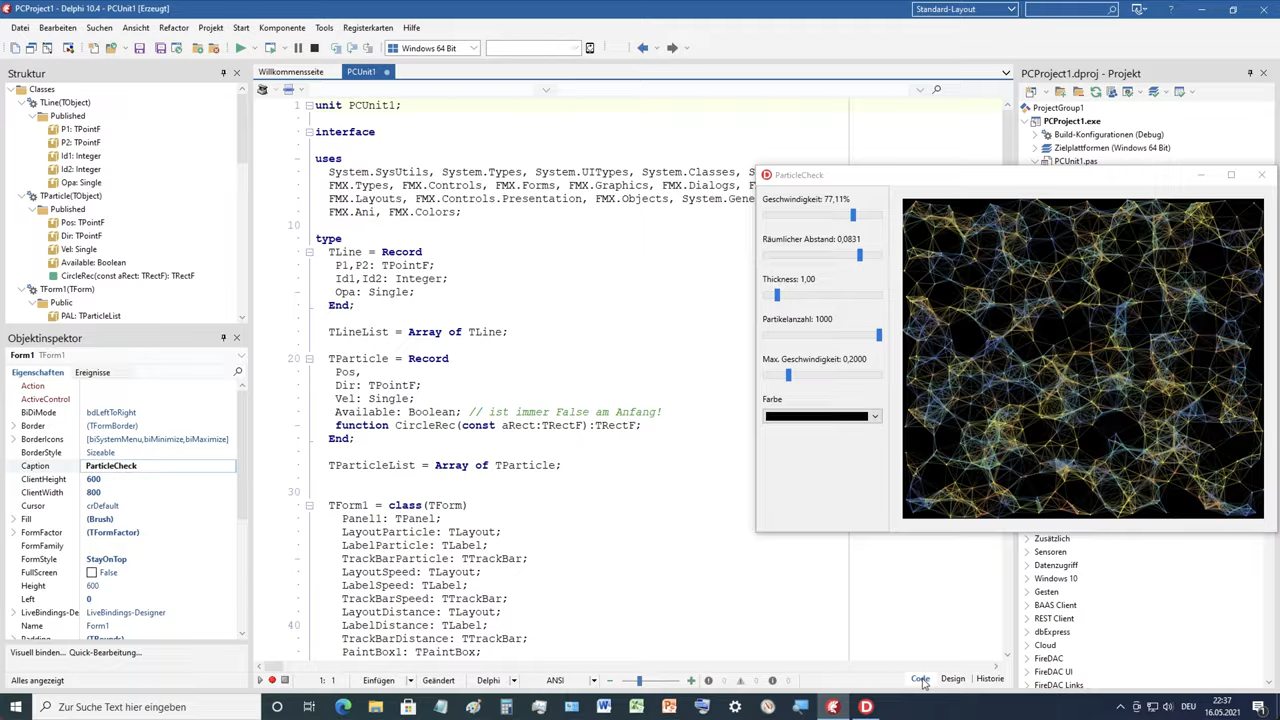 PCProject1 - Delphi 10.4 - PCUnit1 [Erzeugt]
Standard-Layout
Datei Bearbeiten Suchen Ansicht Refactor Projekt Start Komponente Tools Registerkarten Hilfe
Windows 64 Bit
Struktur
Classes
TLine(TObject)
Published
P1: TPointF
P2: TPointF
Id1: Integer
Id2: Integer
Opa: Single
TParticle(TObject)
Published
Pos: TPointF
Dir: TPointF
Vel: Single
Available: Boolean
CircleRec(const aRect: TRectF): TRectF
TForm1(TForm)
Public
PAL: TParticleList
Objektinspektor
Form1 TForm1
Eigenschaften Ereignisse
Action
ActiveControl
BiDiMode bdLeftToRight
Border (TFormBorder)
BorderIcons [biSystemMenu,biMinimize,biMaximize]
BorderStyle Sizeable
Caption ParticleCheck
ClientHeight 600
ClientWidth 800
Cursor crDefault
Fill (Brush)
FormFactor (TFormFactor)
FormFamily
FormStyle StayOnTop
FullScreen False
Height 600
Left 0
LiveBindings-De LiveBindings-Designer
Name Form1
Padding (TBounds)
Visuell binden... Quick-Bearbeitung...
Alles angezeigt
Willkommensseite PCUnit1
1 unit PCUnit1;
interface
uses
System.SysUtils, System.Types, System.UITypes, System.Classes, S
FMX.Types, FMX.Controls, FMX.Forms, FMX.Graphics, FMX.Dialogs, F
FMX.Layouts, FMX.Controls.Presentation, FMX.Objects, System.Gene
FMX.Ani, FMX.Colors;
10
type
TLine = Record
P1,P2: TPointF;
Id1,Id2: Integer;
Opa: Single;
End;
TLineList = Array of TLine;
20 TParticle = Record
Pos,
Dir: TPointF;
Vel: Single;
Available: Boolean; // ist immer False am Anfang!
function CircleRec(const aRect:TRectF):TRectF;
End;
TParticleList = Array of TParticle;
30
TForm1 = class(TForm)
Panel1: TPanel;
LayoutParticle: TLayout;
LabelParticle: TLabel;
TrackBarParticle: TTrackBar;
LayoutSpeed: TLayout;
LabelSpeed: TLabel;
TrackBarSpeed: TTrackBar;
LayoutDistance: TLayout;
40 LabelDistance: TLabel;
TrackBarDistance: TTrackBar;
PaintBox1: TPaintBox;
1: 1 Einfügen Geändert Delphi ANSI 0 0 0
Code Design Historie
PCProject1.dproj - Projekt
ProjectGroup1
PCProject1.exe
Build-Konfigurationen (Debug)
Zielplattformen (Windows 64 Bit)
PCUnit1.pas
ParticleCheck
Geschwindigkeit: 77,11%
Räumlicher Abstand: 0,0831
Thickness: 1,00
Partikelanzahl: 1000
Max. Geschwindigkeit: 0,2000
Farbe
Zusätzlich
Sensoren
Datenzugriff
Windows 10
Gesten
BAAS Client
REST Client
dbExpress
Cloud
FireDAC
FireDAC UI
FireDAC Links
Zur Suche Text hier eingeben
DEU
22:37
16.05.2021